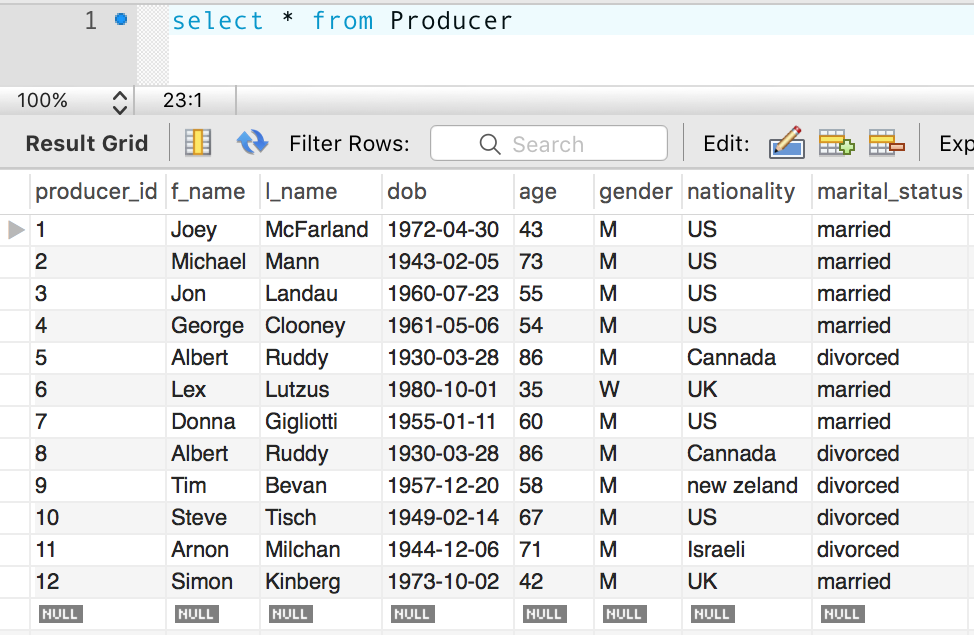 1 select * from Producer
100% 23:1
Result Grid Filter Rows: Search Edit: Exp
producer_id f_name l_name dob age gender nationality marital_status
1 Joey McFarland 1972-04-30 43 M US married
2 Michael Mann 1943-02-05 73 M US married
3 Jon Landau 1960-07-23 55 M US married
4 George Clooney 1961-05-06 54 M US married
5 Albert Ruddy 1930-03-28 86 M Cannada divorced
6 Lex Lutzus 1980-10-01 35 W UK married
7 Donna Gigliotti 1955-01-11 60 M US married
8 Albert Ruddy 1930-03-28 86 M Cannada divorced
9 Tim Bevan 1957-12-20 58 M new zeland divorced
10 Steve Tisch 1949-02-14 67 M US divorced
11 Arnon Milchan 1944-12-06 71 M Israeli divorced
12 Simon Kinberg 1973-10-02 42 M UK married
NULL NULL NULL NULL NULL NULL NULL NULL